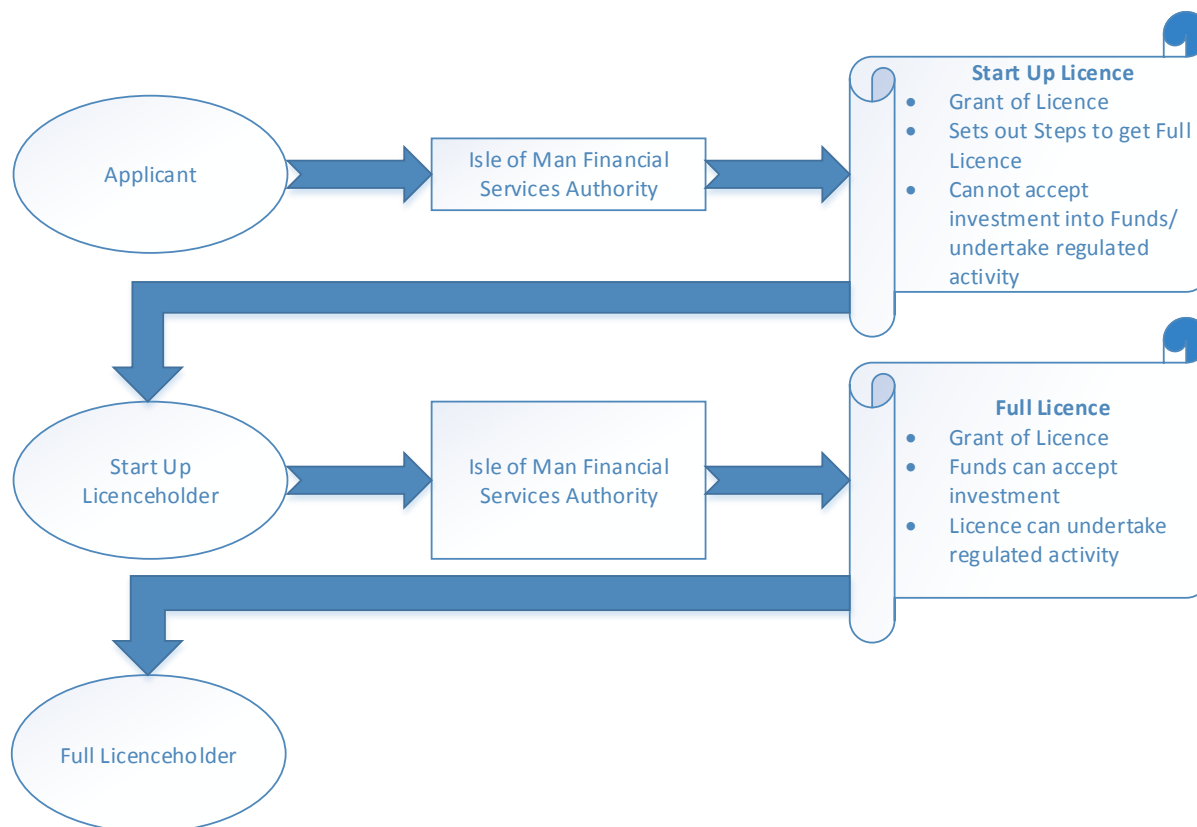 Applicant
Isle of Man Financial
Services Authority
Start Up Licence
• Grant of Licence
• Sets out Steps to get Full
Licence
• Cannot accept
investment into Funds/
undertake regulated
activity
Start Up
Licenceholder
Isle of Man Financial
Services Authority
Full Licence
• Grant of Licence
• Funds can accept
investment
• Licence can undertake
regulated activity
Full Licenceholder